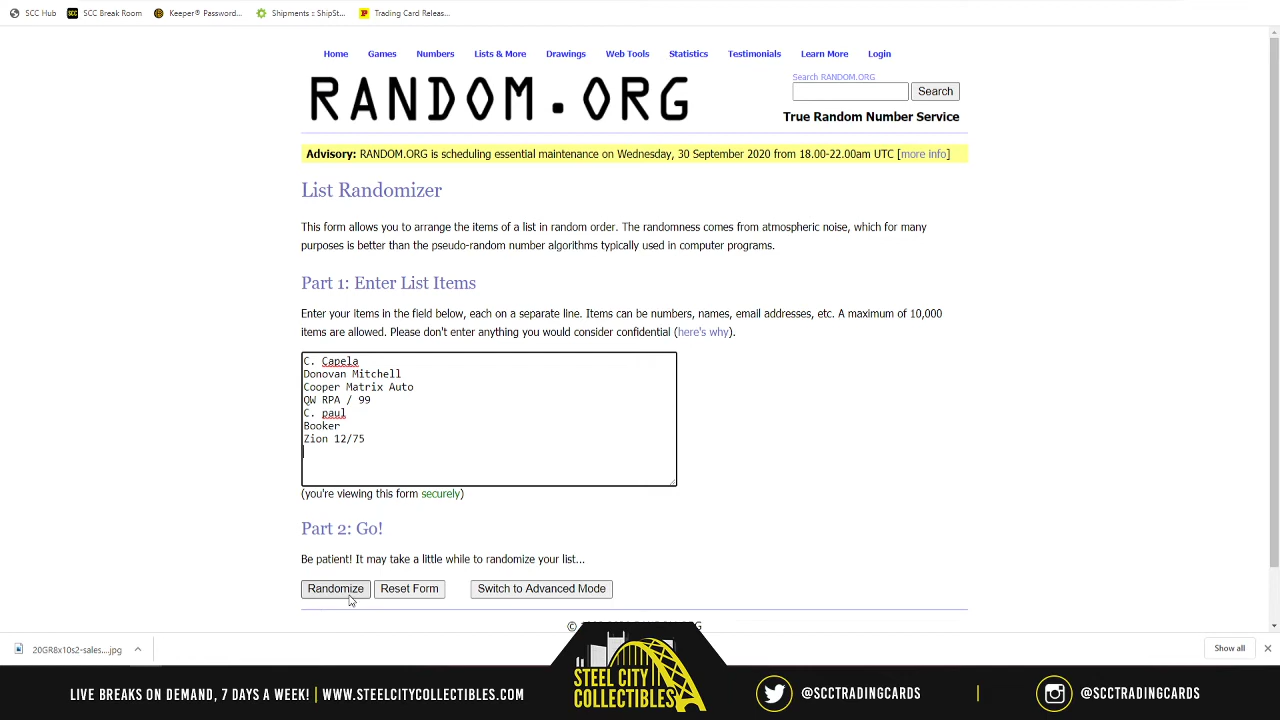 SCC Hub SCC Break Room Keeper® Password... Shipments :: ShipSt... Trading Card Releas...
Home Games Numbers Lists & More Drawings Web Tools Statistics Testimonials Learn More Login
RANDOM.ORG
Search RANDOM.ORG
Search
True Random Number Service
Advisory: RANDOM.ORG is scheduling essential maintenance on Wednesday, 30 September 2020 from 18.00-22.00am UTC [more info]
List Randomizer
This form allows you to arrange the items of a list in random order. The randomness comes from atmospheric noise, which for many
purposes is better than the pseudo-random number algorithms typically used in computer programs.
Part 1: Enter List Items
Enter your items in the field below, each on a separate line. Items can be numbers, names, email addresses, etc. A maximum of 10,000
items are allowed. Please don't enter anything you would consider confidential (here's why).
C. Capela
Donovan Mitchell
Cooper Matrix Auto
QW RPA / 99
C. paul
Booker
Zion 12/75
(you're viewing this form securely)
Part 2: Go!
Be patient! It may take a little while to randomize your list...
Randomize Reset Form Switch to Advanced Mode
20GR8x10s2-sales....jpg
Show all
LIVE BREAKS ON DEMAND, 7 DAYS A WEEK! | WWW.STEELCITYCOLLECTIBLES.COM
STEEL CITY
COLLECTIBLES
@SCCTRADINGCARDS
@SCCTRADINGCARDS